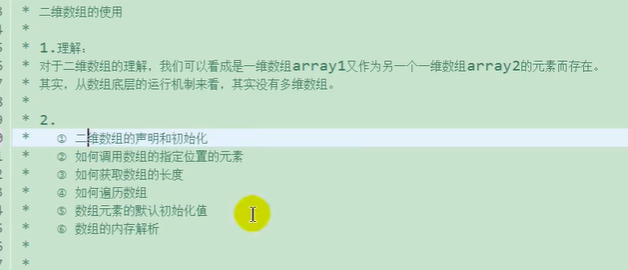 * 二维数组的使用
*
* 1.理解:
* 对于二维数组的理解，我们可以看成是一维数组array1又作为另一个一维数组array2的元素而存在。
* 其实，从数组底层的运行机制来看，其实没有多维数组。
*
* 2.
* ① 二维数组的声明和初始化
* ② 如何调用数组的指定位置的元素
* ③ 如何获取数组的长度
* ④ 如何遍历数组
* ⑤ 数组元素的默认初始化值
* ⑥ 数组的内存解析
*
*